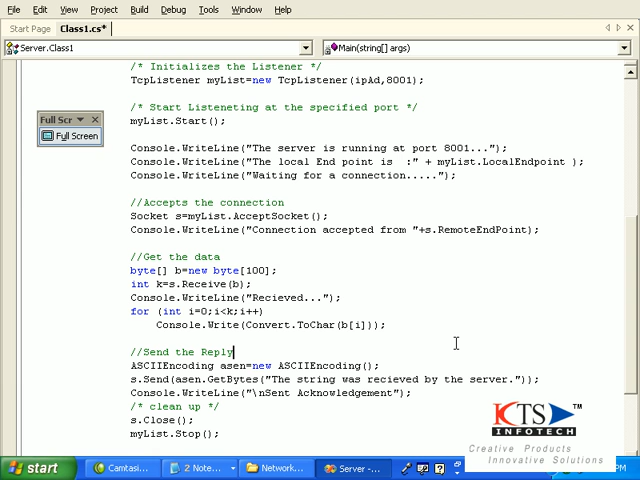 File Edit View Project Build Debug Tools Window Help
Start Page Class1.cs*
Server.Class1 Main(string[] args)
/* Initializes the Listener */
TcpListener myList=new TcpListener(ipAd,8001);
/* Start Listeneting at the specified port */
myList.Start();
Full Scr
Full Screen
Console.WriteLine("The server is running at port 8001...");
Console.WriteLine("The local End point is :" + myList.LocalEndpoint );
Console.WriteLine("Waiting for a connection.....");
//Accepts the connection
Socket s=myList.AcceptSocket();
Console.WriteLine("Connection accepted from "+s.RemoteEndPoint);
//Get the data
byte[] b=new byte[100];
int k=s.Receive(b);
Console.WriteLine("Recieved...");
for (int i=0;i<k;i++)
Console.Write(Convert.ToChar(b[i]));
//Send the Reply
ASCIIEncoding asen=new ASCIIEncoding();
s.Send(asen.GetBytes("The string was recieved by the server."));
Console.WriteLine("\nSent Acknowledgement");
/* clean up */
s.Close();
myList.Stop();
KTS TM
INFOTECH
Creative Products
Innovative Solutions
start Camtasi... 2 Note... Network... Server -... PM